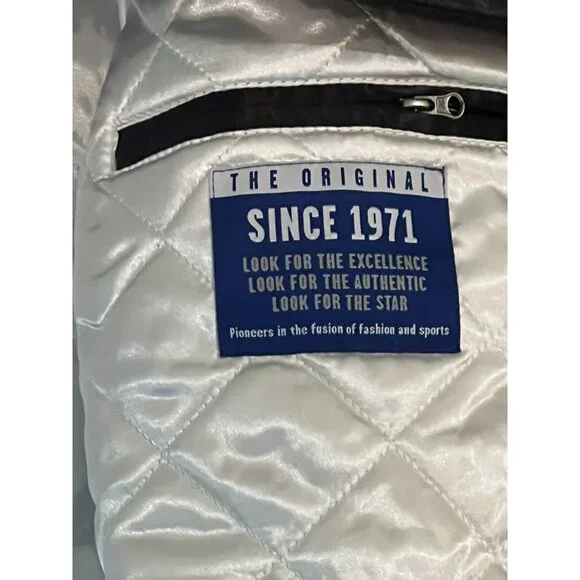 THE ORIGINAL
SINCE 1971
LOOK FOR THE EXCELLENCE
LOOK FOR THE AUTHENTIC
LOOK FOR THE STAR
Pioneers in the fusion of fashion and sports